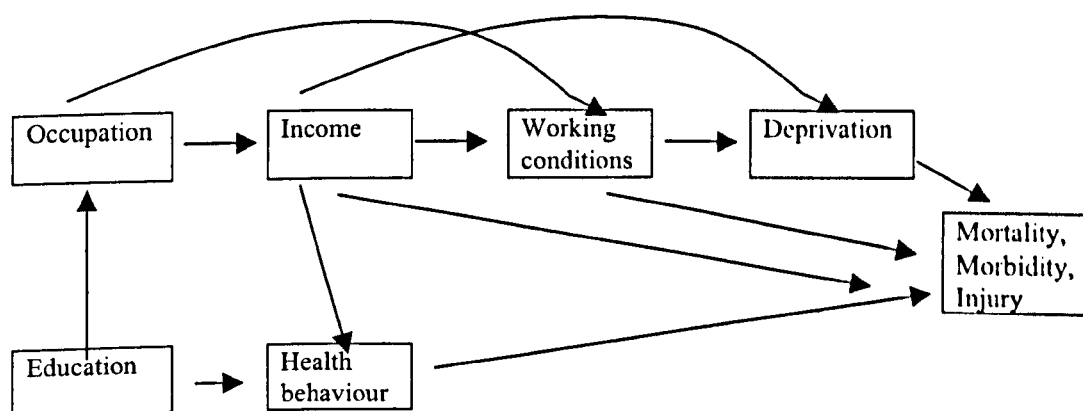 Occupation
Income
Working
conditions
Deprivation
Mortality,
Morbidity,
Injury
Education
Health
behaviour